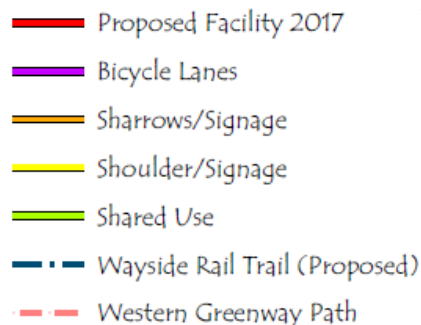 Proposed Facility 2017
Bicycle Lanes
Sharrows/Signage
Shoulder/Signage
Shared Use
Wayside Rail Trail (Proposed)
Western Greenway Path